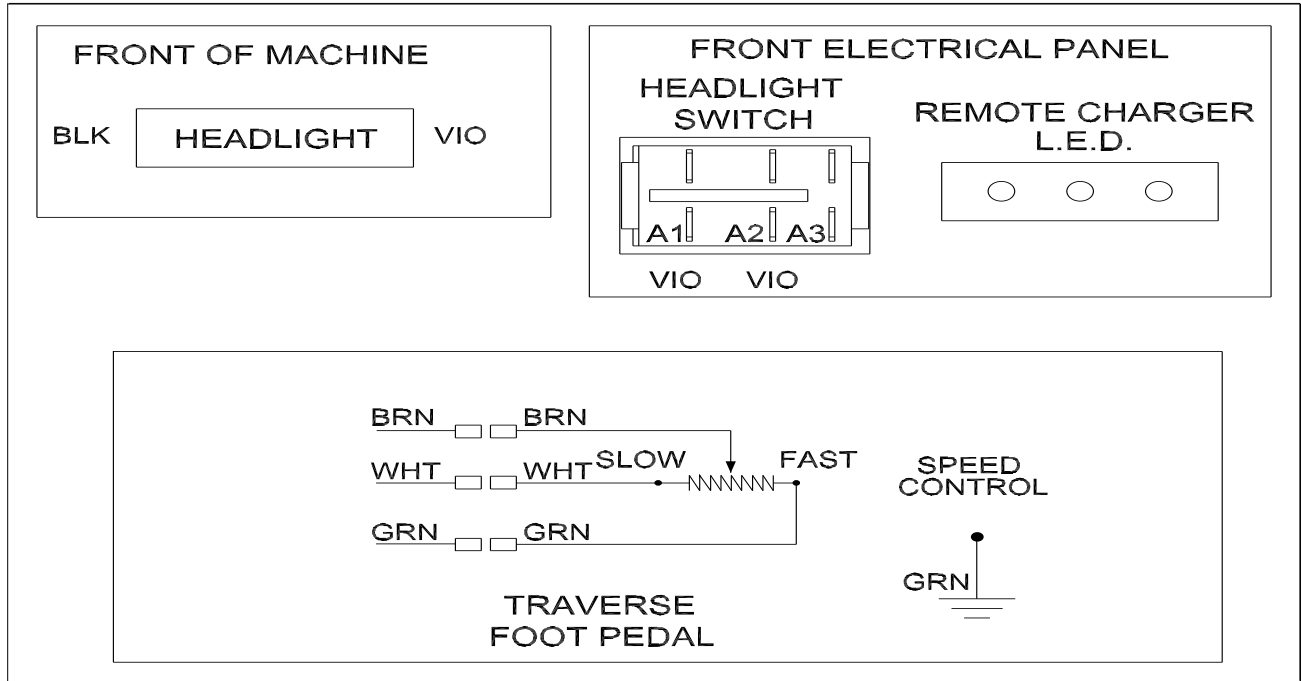 FRONT OF MACHINE
BLK
HEADLIGHT
VIO
FRONT ELECTRICAL PANEL
HEADLIGHT
SWITCH
A1
A2
A3
VIO
VIO
REMOTE CHARGER
L.E.D.
BRN
BRN
WHT
WHT
SLOW
FAST
GRN
GRN
SPEED
CONTROL
GRN
TRAVERSE
FOOT PEDAL